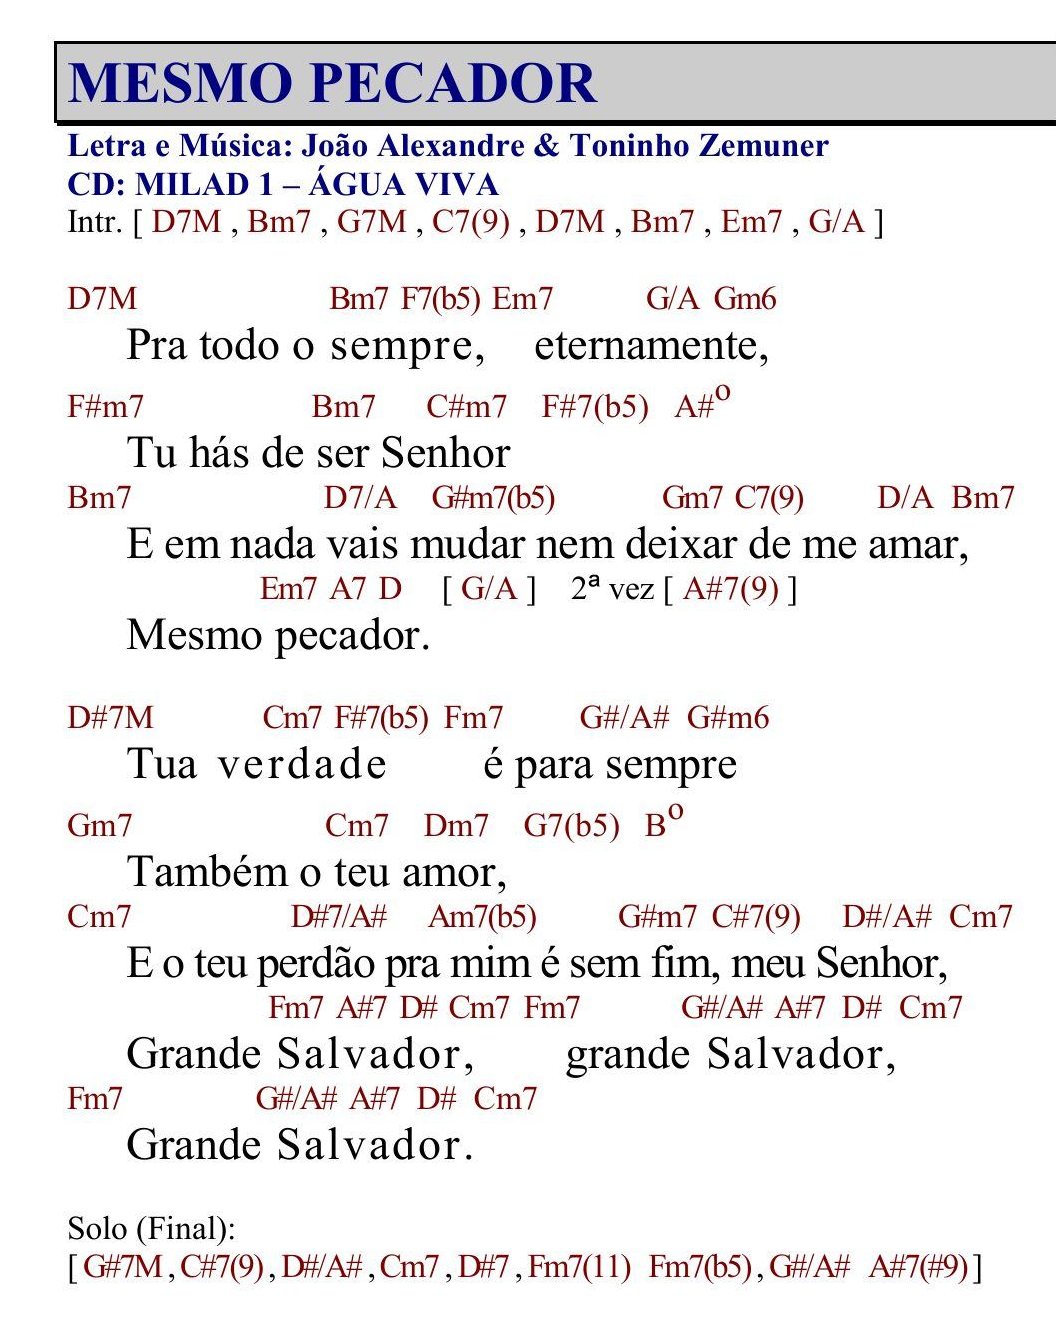 MESMO PECADOR
Letra e Música: João Alexandre & Toninho Zemuner
CD: MILAD 1 – ÁGUA VIVA
Intr. [ D7M , Bm7 , G7M , C7(9) , D7M , Bm7 , Em7 , G/A ]
D7M Bm7 F7(b5) Em7 G/A Gm6
Pra todo o sempre, eternamente,
F#m7 Bm7 C#m7 F#7(b5) A#º
Tu hás de ser Senhor
Bm7 D7/A G#m7(b5) Gm7 C7(9) D/A Bm7
E em nada vais mudar nem deixar de me amar,
Em7 A7 D [ G/A ] 2ª vez [ A#7(9) ]
Mesmo pecador.
D#7M Cm7 F#7(b5) Fm7 G#/A# G#m6
Tua verdade é para sempre
Gm7 Cm7 Dm7 G7(b5) Bº
Também o teu amor,
Cm7 D#7/A# Am7(b5) G#m7 C#7(9) D#/A# Cm7
E o teu perdão pra mim é sem fim, meu Senhor,
Fm7 A#7 D# Cm7 Fm7 G#/A# A#7 D# Cm7
Grande Salvador, grande Salvador,
Fm7 G#/A# A#7 D# Cm7
Grande Salvador.
Solo (Final):
[ G#7M , C#7(9) , D#/A# , Cm7 , D#7 , Fm7(11) Fm7(b5) , G#/A# A#7(#9) ]